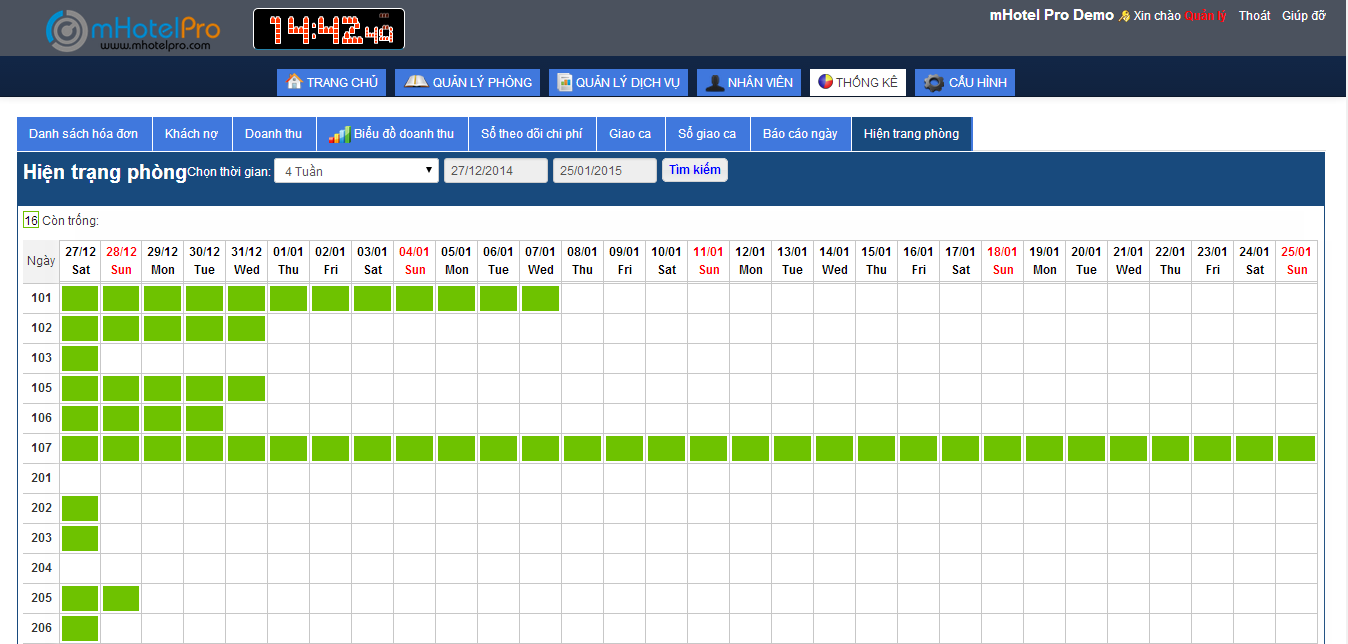 mHotelPro
www.mhotelpro.com
14:42 40
mHotel Pro Demo Xin chào Quản lý Thoát Giúp đỡ
TRANG CHỦ QUẢN LÝ PHÒNG QUẢN LÝ DỊCH VỤ NHÂN VIÊN THỐNG KÊ CẤU HÌNH
Danh sách hóa đơn Khách nợ Doanh thu Biểu đồ doanh thu Sổ theo dõi chi phí Giao ca Sổ giao ca Báo cáo ngày Hiện trang phòng
Hiện trạng phòng Chọn thời gian: 4 Tuần 27/12/2014 25/01/2015 Tìm kiếm
16 Còn trống:
Ngày 27/12 28/12 29/12 30/12 31/12 01/01 02/01 03/01 04/01 05/01 06/01 07/01 08/01 09/01 10/01 11/01 12/01 13/01 14/01 15/01 16/01 17/01 18/01 19/01 20/01 21/01 22/01 23/01 24/01 25/01
Sat Sun Mon Tue Wed Thu Fri Sat Sun Mon Tue Wed Thu Fri Sat Sun Mon Tue Wed Thu Fri Sat Sun Mon Tue Wed Thu Fri Sat Sun
101
102
103
105
106
107
201
202
203
204
205
206